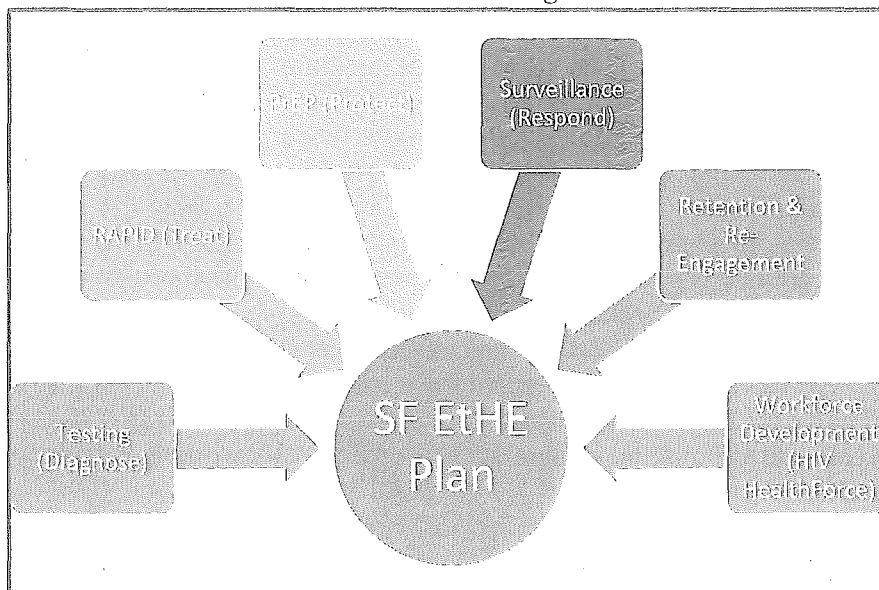 PrEP (Protect)
Surveillance
(Respond)
RAPID (Treat)
Retention &
Re-
Engagement
Testing
(Diagnose)
SF EtHE
Plan
Workforce
Development
(HIV
HealthForce)